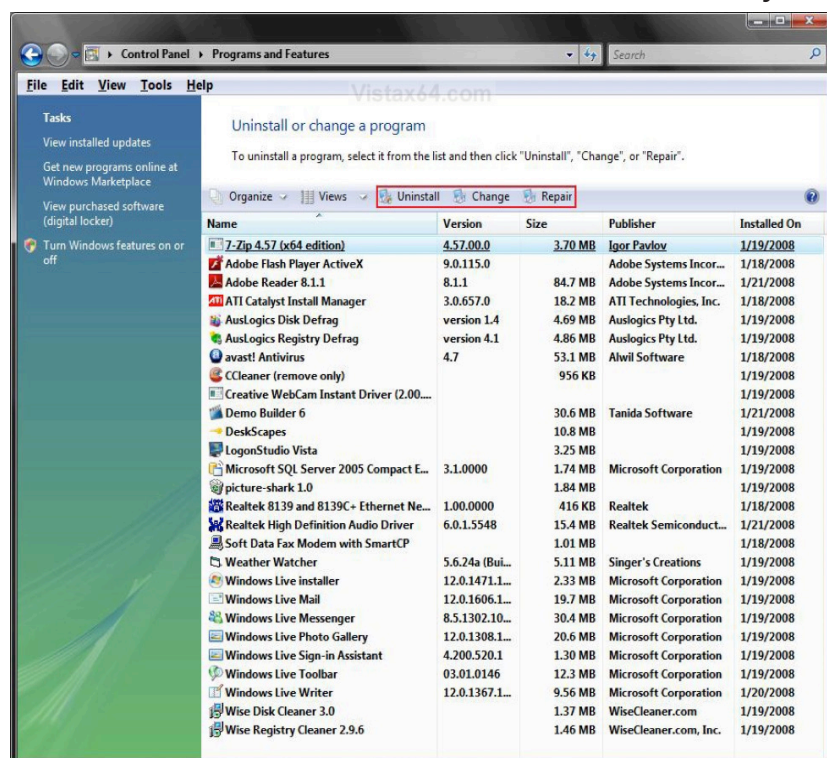 Control Panel ▸ Programs and Features
Search
File Edit View Tools Help
Vistax64.com
Tasks
View installed updates
Get new programs online at
Windows Marketplace
View purchased software
(digital locker)
Turn Windows features on or
off
Uninstall or change a program
To uninstall a program, select it from the list and then click "Uninstall", "Change", or "Repair".
Organize Views Uninstall Change Repair
Name Version Size Publisher Installed On
7-Zip 4.57 (x64 edition) 4.57.00.0 3.70 MB Igor Pavlov 1/19/2008
Adobe Flash Player ActiveX 9.0.115.0 Adobe Systems Incor... 1/18/2008
Adobe Reader 8.1.1 8.1.1 84.7 MB Adobe Systems Incor... 1/21/2008
ATI Catalyst Install Manager 3.0.657.0 18.2 MB ATI Technologies, Inc. 1/18/2008
AusLogics Disk Defrag version 1.4 4.69 MB Auslogics Pty Ltd. 1/19/2008
AusLogics Registry Defrag version 4.1 4.86 MB Auslogics Pty Ltd. 1/19/2008
avast! Antivirus 4.7 53.1 MB Alwil Software 1/18/2008
CCleaner (remove only) 956 KB 1/19/2008
Creative WebCam Instant Driver (2.00.... 1/19/2008
Demo Builder 6 30.6 MB Tanida Software 1/21/2008
DeskScapes 10.8 MB 1/19/2008
LogonStudio Vista 3.25 MB 1/19/2008
Microsoft SQL Server 2005 Compact E... 3.1.0000 1.74 MB Microsoft Corporation 1/19/2008
picture-shark 1.0 1.84 MB 1/19/2008
Realtek 8139 and 8139C+ Ethernet Ne... 1.00.0000 416 KB Realtek 1/18/2008
Realtek High Definition Audio Driver 6.0.1.5548 15.4 MB Realtek Semiconduct... 1/21/2008
Soft Data Fax Modem with SmartCP 1.01 MB 1/18/2008
Weather Watcher 5.6.24a (Bui... 5.11 MB Singer's Creations 1/19/2008
Windows Live installer 12.0.1471.1... 2.33 MB Microsoft Corporation 1/19/2008
Windows Live Mail 12.0.1606.1... 19.7 MB Microsoft Corporation 1/19/2008
Windows Live Messenger 8.5.1302.10... 30.4 MB Microsoft Corporation 1/19/2008
Windows Live Photo Gallery 12.0.1308.1... 20.6 MB Microsoft Corporation 1/19/2008
Windows Live Sign-in Assistant 4.200.520.1 1.30 MB Microsoft Corporation 1/19/2008
Windows Live Toolbar 03.01.0146 12.3 MB Microsoft Corporation 1/19/2008
Windows Live Writer 12.0.1367.1... 9.56 MB Microsoft Corporation 1/20/2008
Wise Disk Cleaner 3.0 1.37 MB WiseCleaner.com 1/19/2008
Wise Registry Cleaner 2.9.6 1.46 MB WiseCleaner.com, Inc. 1/19/2008